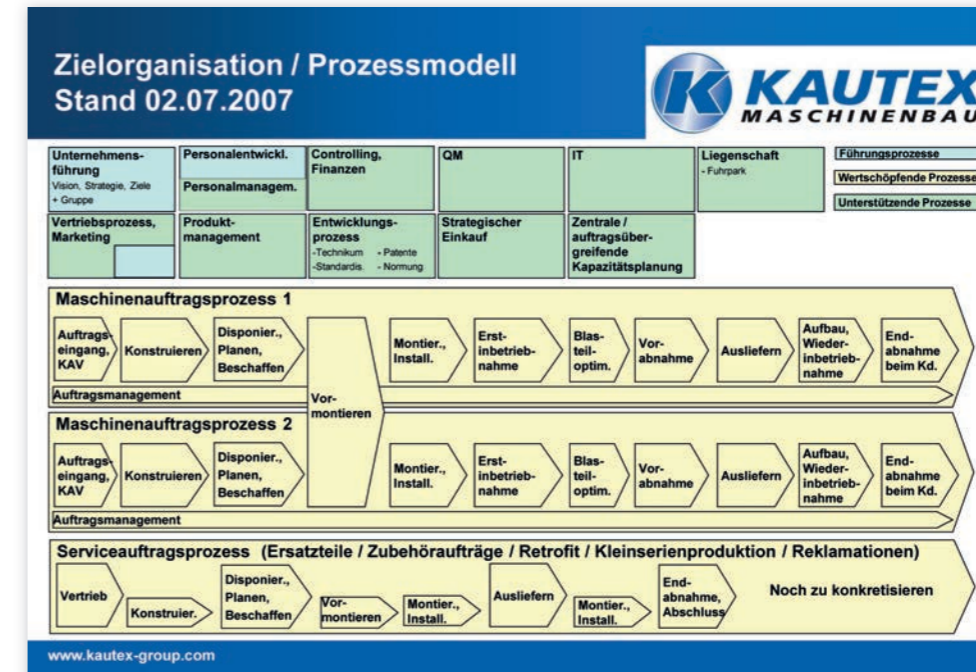 Zielorganisation / Prozessmodell
Stand 02.07.2007
KAUTEX
MASCHINENBAU
Unternehmens-
führung
Vision, Strategie, Ziele
+ Gruppe
Personalentwickl.
Personalmanagem.
Controlling,
Finanzen
QM
IT
Liegenschaft
- Fuhrpark
Führungsprozesse
Wertschöpfende Prozesse
Unterstützende Prozesse
Vertriebsprozess,
Marketing
Produkt-
management
Entwicklungs-
prozess
-Technikum - Patente
-Standardis. - Normung
Strategischer
Einkauf
Zentrale /
auftragsüber-
greifende
Kapazitätsplanung
Maschinenauftragsprozess 1
Auftrags-
eingang,
KAV
Konstruieren
Disponier.,
Planen,
Beschaffen
Vor-
montieren
Montier.,
Install.
Erst-
inbetrieb-
nahme
Blas-
teil-
optim.
Vor-
abnahme
Ausliefern
Aufbau,
Wieder-
inbetrieb-
nahme
End-
abnahme
beim Kd.
Auftragsmanagement
Maschinenauftragsprozess 2
Auftrags-
eingang,
KAV
Konstruieren
Disponier.,
Planen,
Beschaffen
Montier.,
Install.
Erst-
inbetrieb-
nahme
Blas-
teil-
optim.
Vor-
abnahme
Ausliefern
Aufbau,
Wieder-
inbetrieb-
nahme
End-
abnahme
beim Kd.
Auftragsmanagement
Serviceauftragsprozess (Ersatzteile / Zubehöraufträge / Retrofit / Kleinserienproduktion / Reklamationen)
Vertrieb
Konstruier.
Disponier.,
Planen,
Beschaffen
Vor-
montieren
Montier.,
Install.
Ausliefern
Montier.,
Install.
End-
abnahme,
Abschluss
Noch zu konkretisieren
www.kautex-group.com